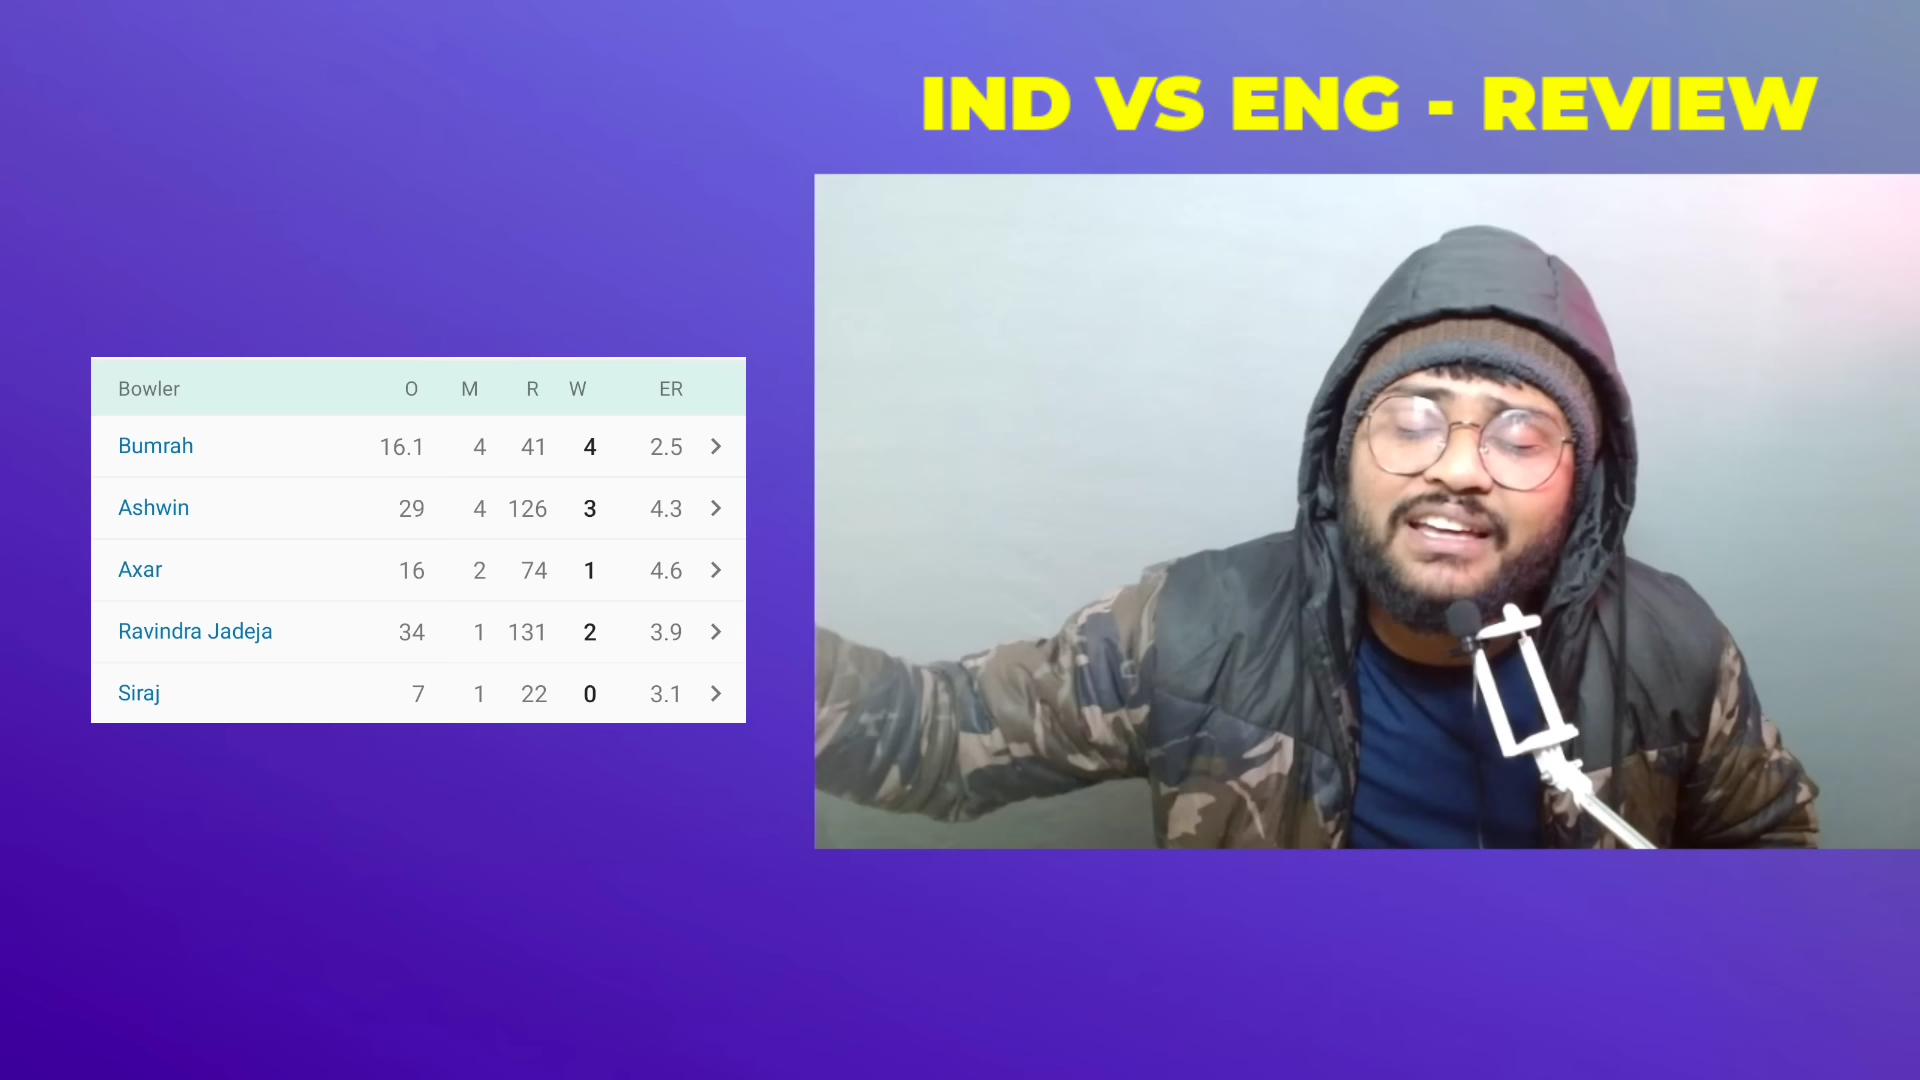 IND VS ENG - REVIEW
Bowler O M R W ER
Bumrah 16.1 4 41 4 2.5
Ashwin 29 4 126 3 4.3
Axar 16 2 74 1 4.6
Ravindra Jadeja 34 1 131 2 3.9
Siraj 7 1 22 0 3.1